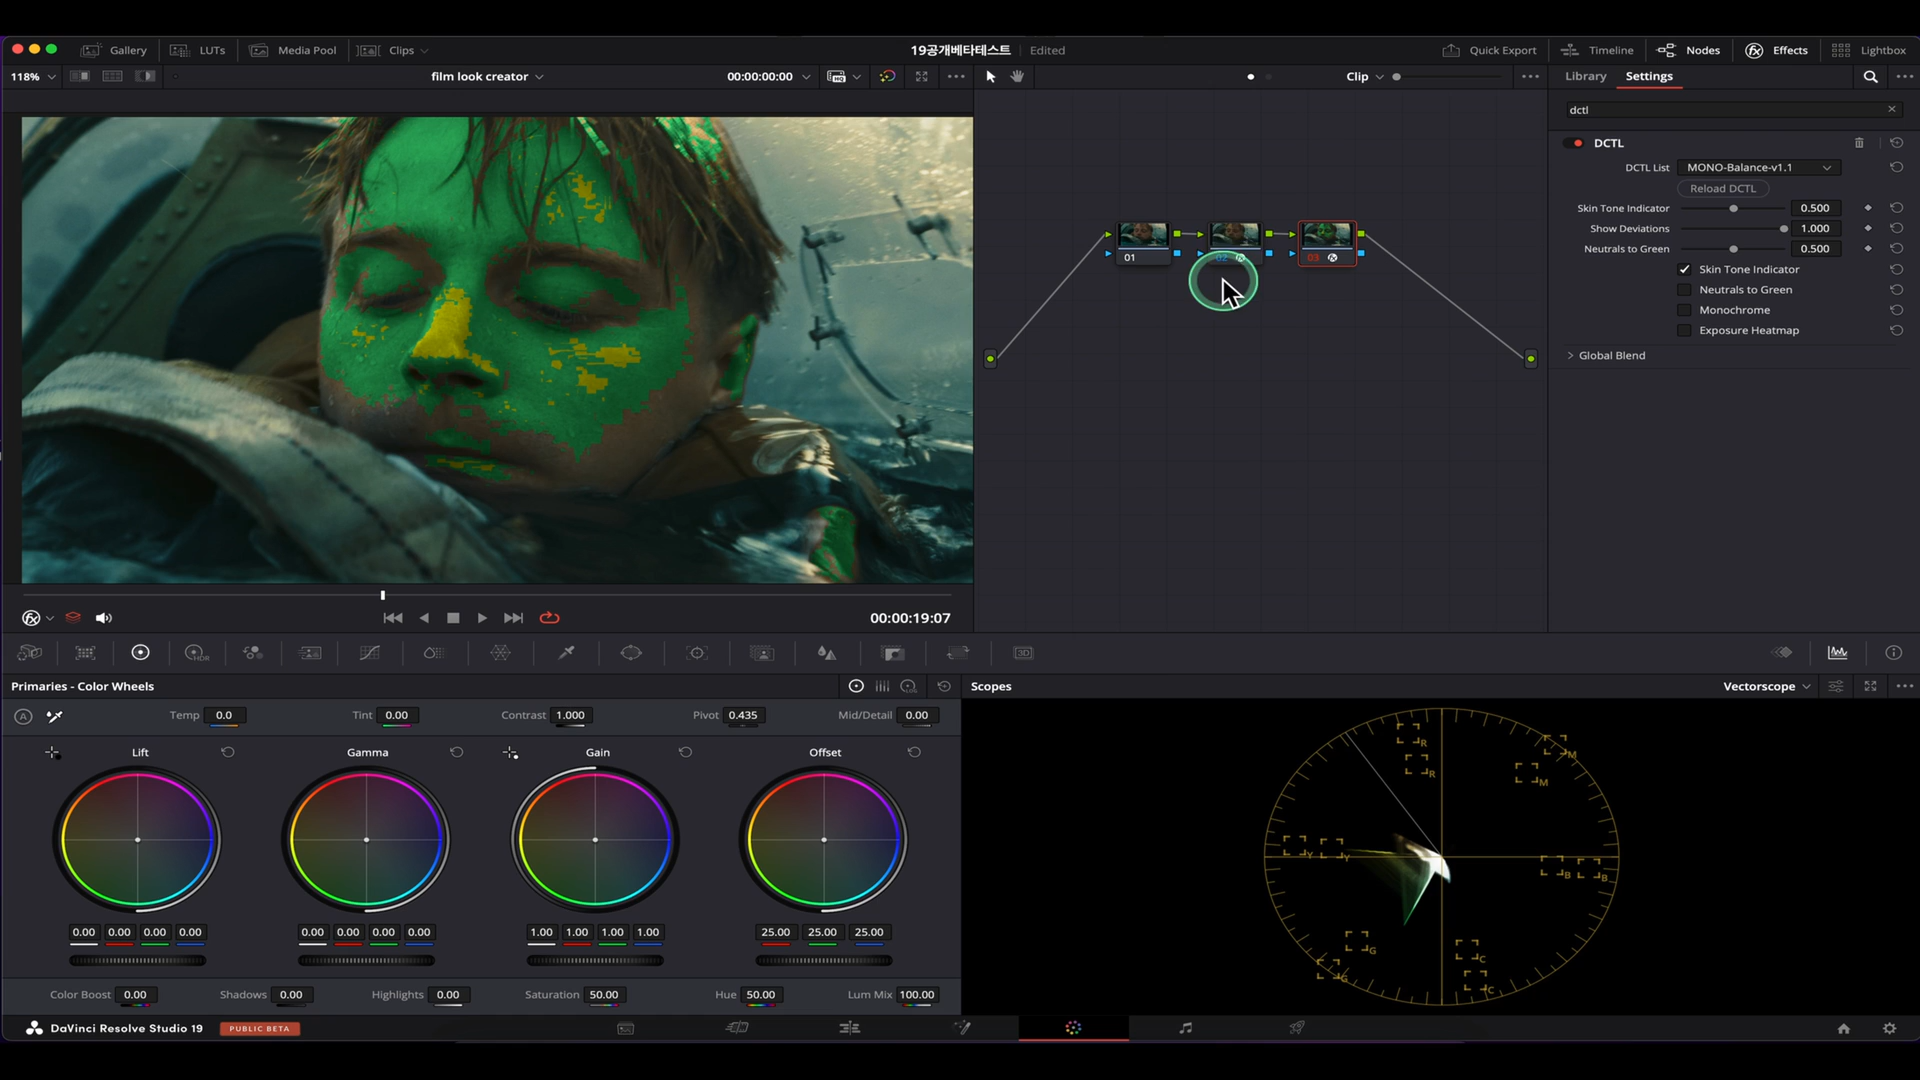 Gallery LUTs Media Pool Clips 19공개베타테스트 Edited Quick Export Timeline Nodes Effects Lightbox
118% film look creator 00:00:00:00 Clip Library Settings
dctl
DCTL
DCTL List MONO-Balance-v1.1
Reload DCTL
Skin Tone Indicator 0.500
Show Deviations 1.000
Neutrals to Green 0.500
Skin Tone Indicator
Neutrals to Green
Monochrome
Exposure Heatmap
Global Blend
01 02 03
00:00:19:07
HDR
3D
Primaries - Color Wheels
Scopes Vectorscope
A Temp 0.0 Tint 0.00 Contrast 1.000 Pivot 0.435 Mid/Detail 0.00
Lift Gamma Gain Offset
0.00 0.00 0.00 0.00 0.00 0.00 0.00 0.00 1.00 1.00 1.00 1.00 25.00 25.00 25.00
Color Boost 0.00 Shadows 0.00 Highlights 0.00 Saturation 50.00 Hue 50.00 Lum Mix 100.00
R M
R M
Y Y B B
G C
G C
DaVinci Resolve Studio 19 PUBLIC BETA